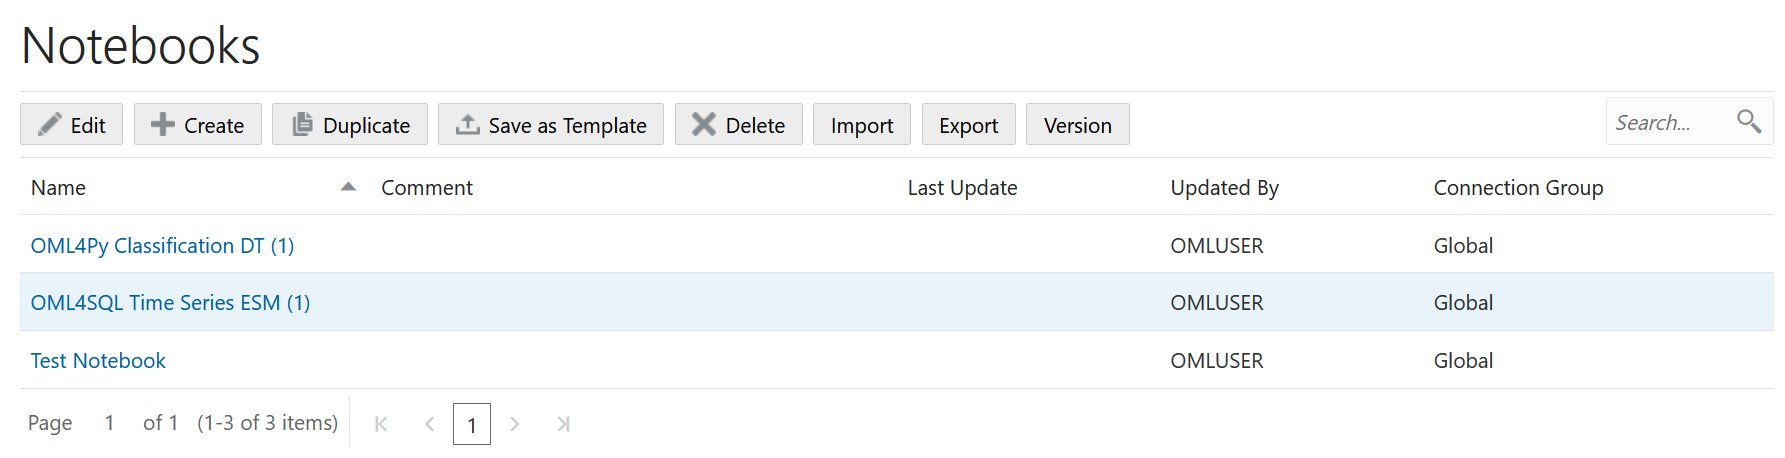 Notebooks
Edit Create Duplicate Save as Template Delete Import Export Version Search...
Name Comment Last Update Updated By Connection Group
OML4Py Classification DT (1) OMLUSER Global
OML4SQL Time Series ESM (1) OMLUSER Global
Test Notebook OMLUSER Global
Page 1 of 1 (1-3 of 3 items) 1